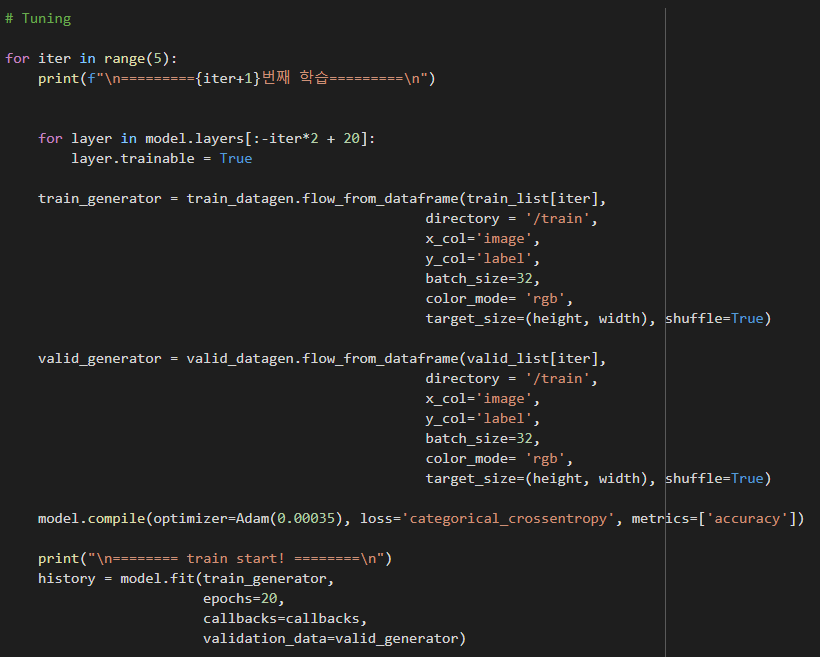 # Tuning
for iter in range(5):
    print(f"\n========={iter+1}번째 학습=========\n")
    for layer in model.layers[:-iter*2 + 20]:
        layer.trainable = True
    train_generator = train_datagen.flow_from_dataframe(train_list[iter],
                                               directory = '/train',
                                               x_col='image',
                                               y_col='label',
                                               batch_size=32,
                                               color_mode= 'rgb',
                                               target_size=(height, width), shuffle=True)
    valid_generator = valid_datagen.flow_from_dataframe(valid_list[iter],
                                               directory = '/train',
                                               x_col='image',
                                               y_col='label',
                                               batch_size=32,
                                               color_mode= 'rgb',
                                               target_size=(height, width), shuffle=True)
    model.compile(optimizer=Adam(0.00035), loss='categorical_crossentropy', metrics=['accuracy'])
    print("\n======== train start! ========\n")
    history = model.fit(train_generator,
                        epochs=20,
                        callbacks=callbacks,
                        validation_data=valid_generator)